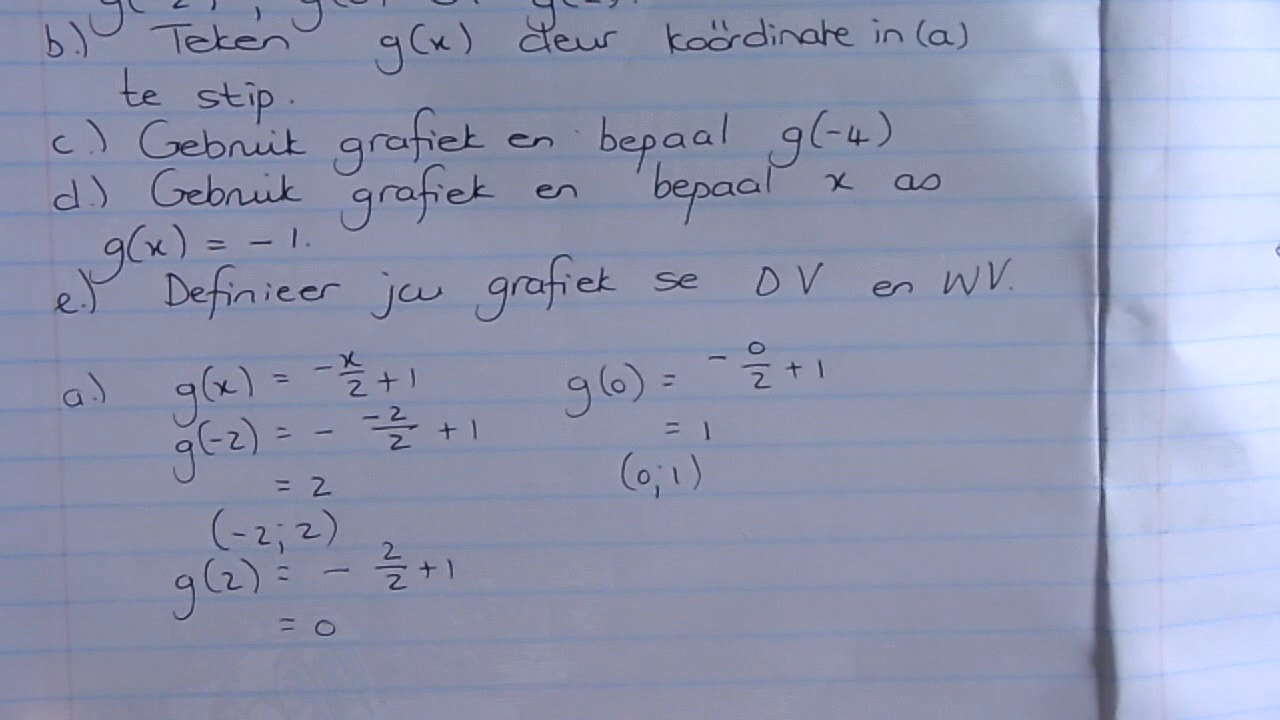 b.) Teken g(x) deur koördinate in (a)
te stip.
c.) Gebruik grafiek en bepaal g(-4)
d.) Gebruik grafiek en bepaal x as
g(x) = -1.
e.) Definieer jou grafiek se DV en WV.
a.) g(x) = -x/2 + 1
g(-2) = - -2/2 + 1
= 2
(-2; 2)
g(2) = - 2/2 + 1
= 0
g(0) = - 0/2 + 1
= 1
(0; 1)